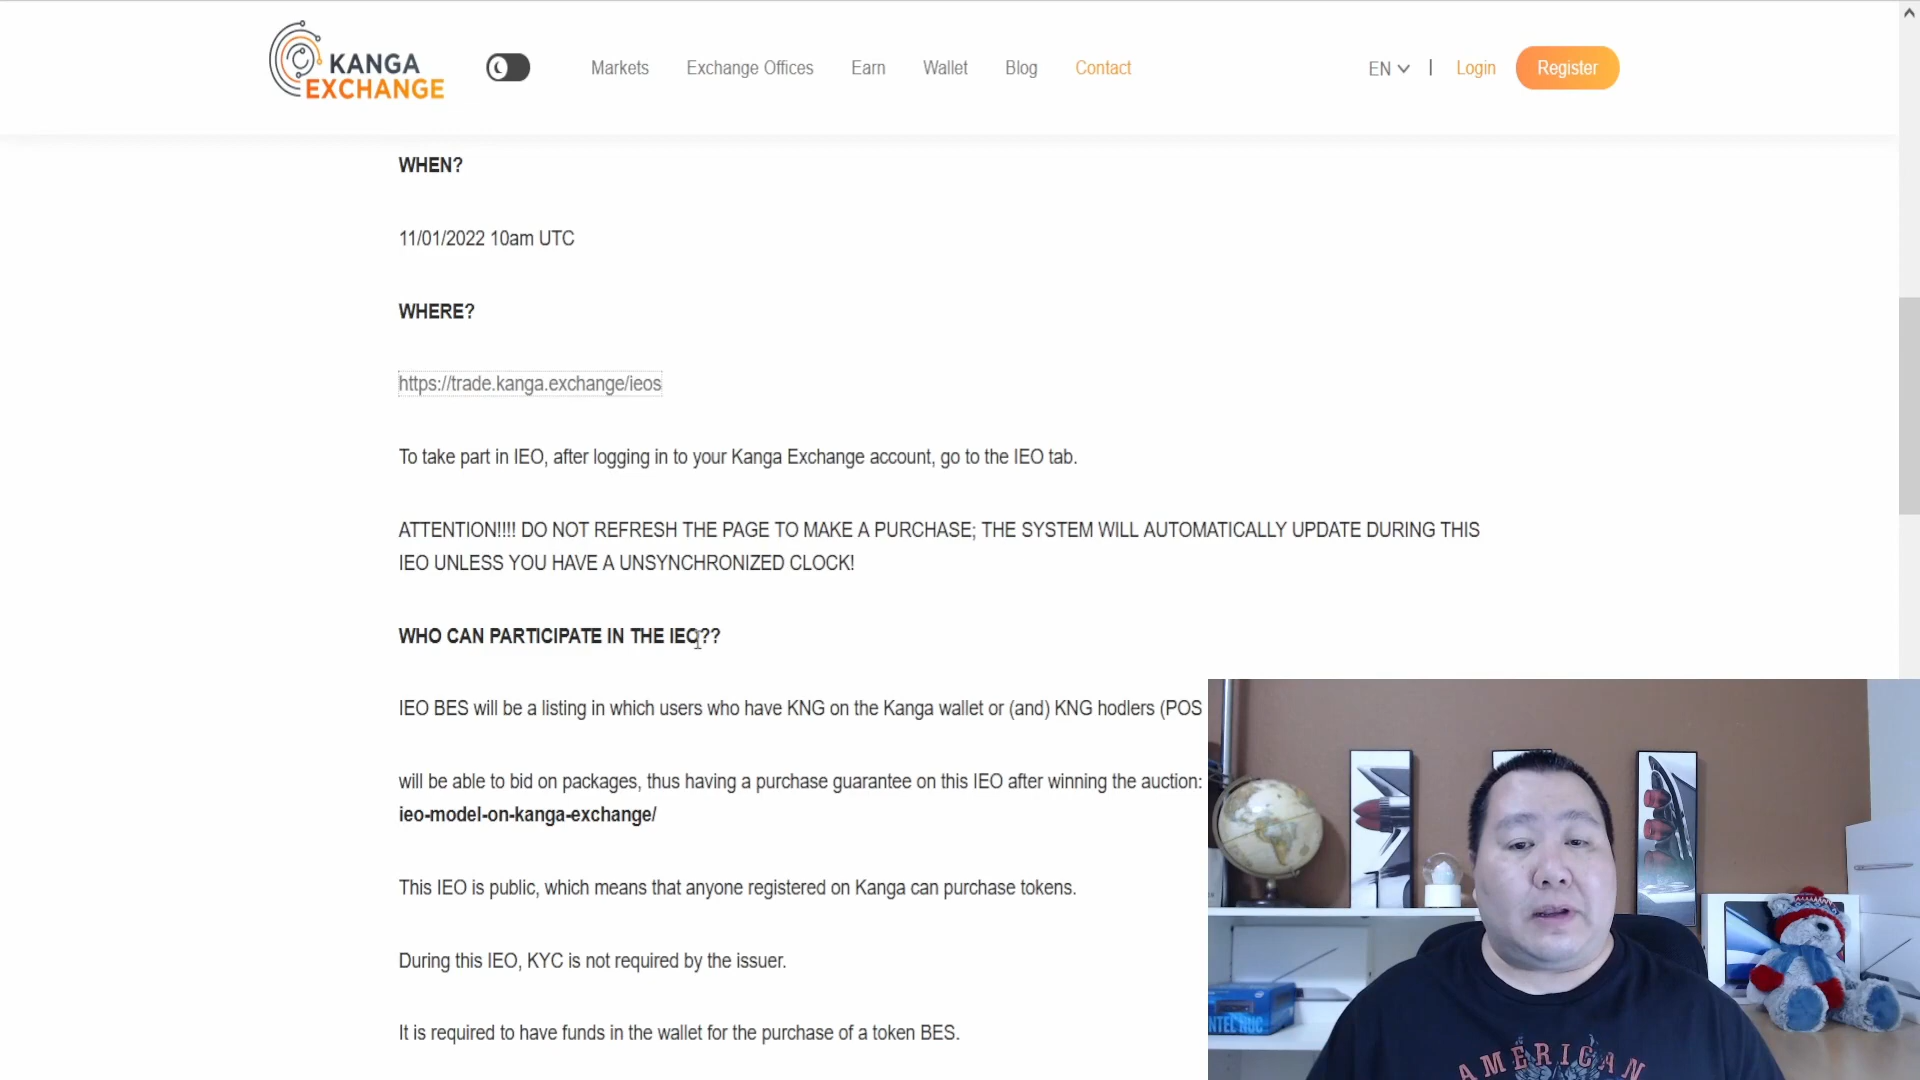 KANGA
EXCHANGE
Markets Exchange Offices Earn Wallet Blog Contact EN | Login Register
WHEN?
11/01/2022 10am UTC
WHERE?
https://trade.kanga.exchange/ieos
To take part in IEO, after logging in to your Kanga Exchange account, go to the IEO tab.
ATTENTION!!!! DO NOT REFRESH THE PAGE TO MAKE A PURCHASE; THE SYSTEM WILL AUTOMATICALLY UPDATE DURING THIS
IEO UNLESS YOU HAVE A UNSYNCHRONIZED CLOCK!
WHO CAN PARTICIPATE IN THE IEO??
IEO BES will be a listing in which users who have KNG on the Kanga wallet or (and) KNG hodlers (POS
will be able to bid on packages, thus having a purchase guarantee on this IEO after winning the auction:
ieo-model-on-kanga-exchange/
This IEO is public, which means that anyone registered on Kanga can purchase tokens.
During this IEO, KYC is not required by the issuer.
It is required to have funds in the wallet for the purchase of a token BES.
INTEL NUC
AMERICAN